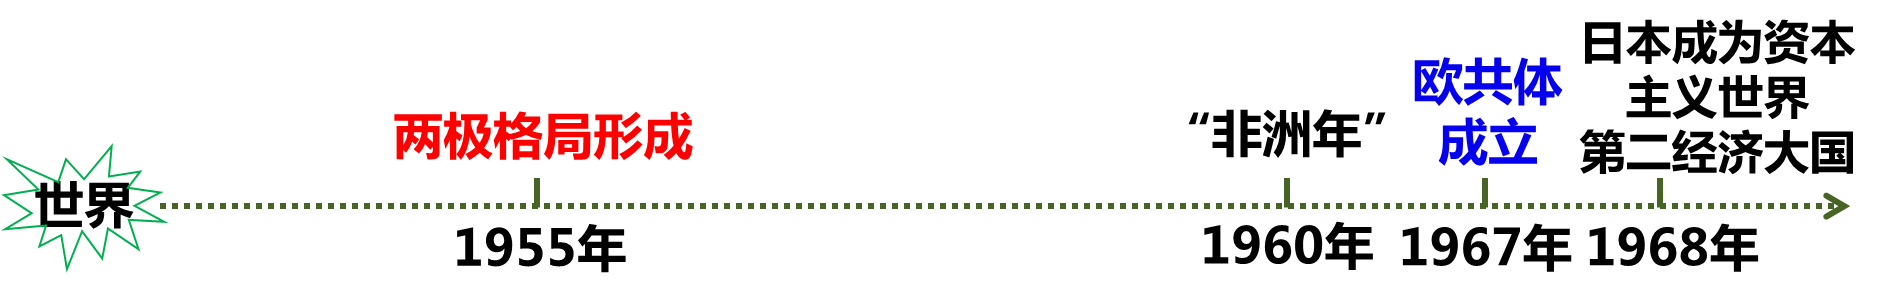 世界
两极格局形成
1955年
“非洲年”
1960年
欧共体
成立
1967年
日本成为资本
主义世界
第二经济大国
1968年